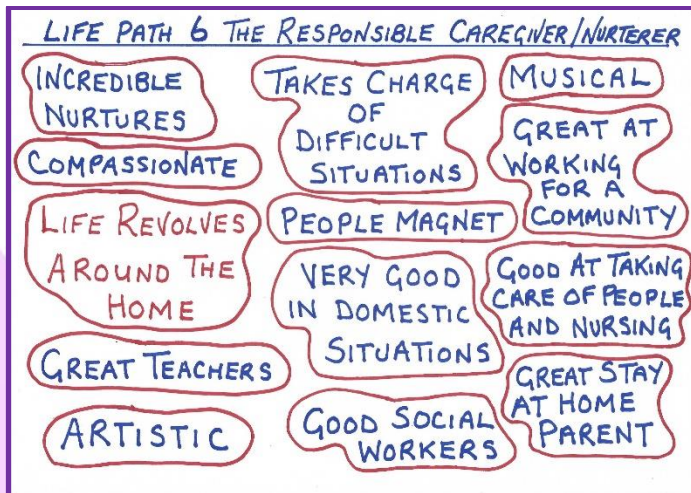 LIFE PATH 6 THE RESPONSIBLE CAREGIVER/NURTERER
INCREDIBLE
NURTURES
COMPASSIONATE
LIFE REVOLVES
AROUND THE
HOME
GREAT TEACHERS
ARTISTIC
TAKES CHARGE
OF
DIFFICULT
SITUATIONS
PEOPLE MAGNET
VERY GOOD
IN DOMESTIC
SITUATIONS
GOOD SOCIAL
WORKERS
MUSICAL
GREAT AT
WORKING
FOR A
COMMUNITY
GOOD AT TAKING
CARE OF PEOPLE
AND NURSING
GREAT STAY
AT HOME
PARENT